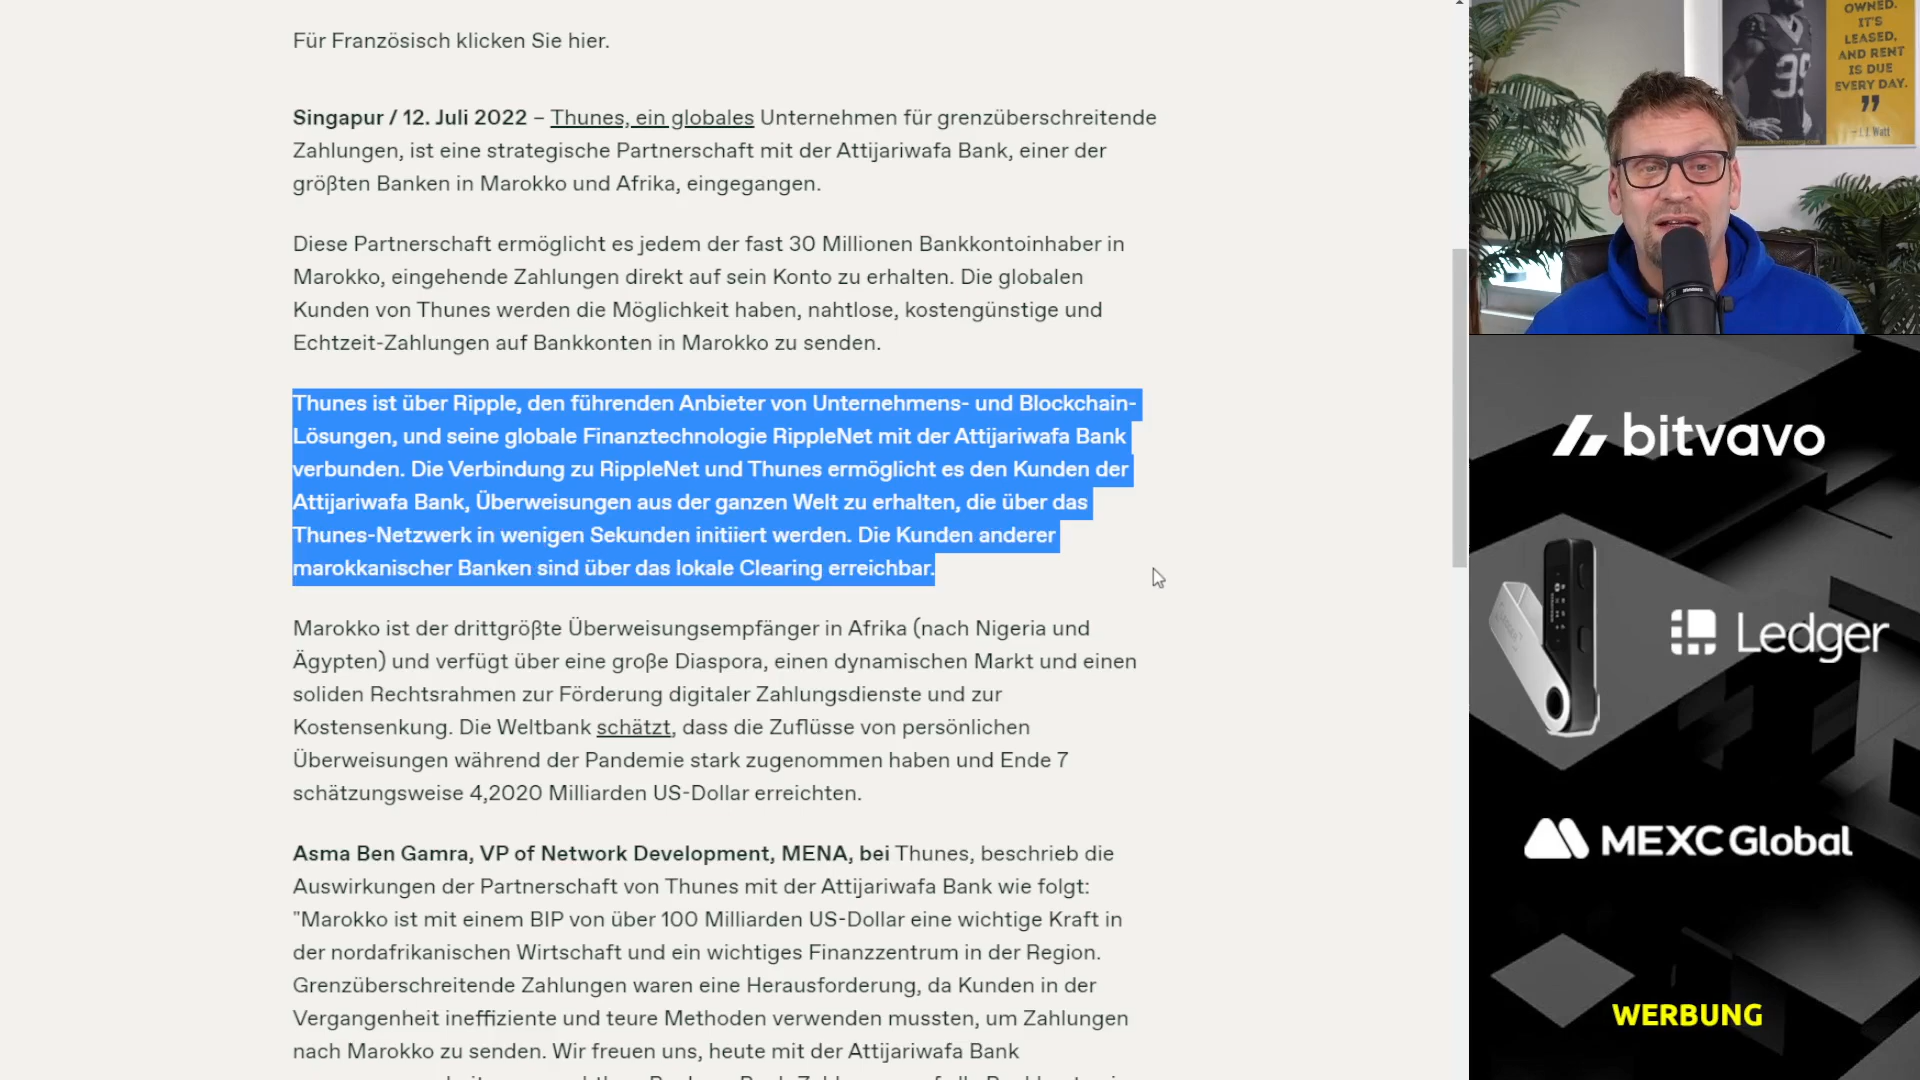 Für Französisch klicken Sie hier.
Singapur / 12. Juli 2022 – Thunes, ein globales Unternehmen für grenzüberschreitende
Zahlungen, ist eine strategische Partnerschaft mit der Attijariwafa Bank, einer der
größten Banken in Marokko und Afrika, eingegangen.
Diese Partnerschaft ermöglicht es jedem der fast 30 Millionen Bankkontoinhaber in
Marokko, eingehende Zahlungen direkt auf sein Konto zu erhalten. Die globalen
Kunden von Thunes werden die Möglichkeit haben, nahtlose, kostengünstige und
Echtzeit-Zahlungen auf Bankkonten in Marokko zu senden.
Thunes ist über Ripple, den führenden Anbieter von Unternehmens- und Blockchain-
Lösungen, und seine globale Finanztechnologie RippleNet mit der Attijariwafa Bank
verbunden. Die Verbindung zu RippleNet und Thunes ermöglicht es den Kunden der
Attijariwafa Bank, Überweisungen aus der ganzen Welt zu erhalten, die über das
Thunes-Netzwerk in wenigen Sekunden initiiert werden. Die Kunden anderer
marokkanischer Banken sind über das lokale Clearing erreichbar.
Marokko ist der drittgrößte Überweisungsempfänger in Afrika (nach Nigeria und
Ägypten) und verfügt über eine große Diaspora, einen dynamischen Markt und einen
soliden Rechtsrahmen zur Förderung digitaler Zahlungsdienste und zur
Kostensenkung. Die Weltbank schätzt, dass die Zuflüsse von persönlichen
Überweisungen während der Pandemie stark zugenommen haben und Ende 7
schätzungsweise 4,2020 Milliarden US-Dollar erreichten.
Asma Ben Gamra, VP of Network Development, MENA, bei Thunes, beschrieb die
Auswirkungen der Partnerschaft von Thunes mit der Attijariwafa Bank wie folgt:
"Marokko ist mit einem BIP von über 100 Milliarden US-Dollar eine wichtige Kraft in
der nordafrikanischen Wirtschaft und ein wichtiges Finanzzentrum in der Region.
Grenzüberschreitende Zahlungen waren eine Herausforderung, da Kunden in der
Vergangenheit ineffiziente und teure Methoden verwenden mussten, um Zahlungen
nach Marokko zu senden. Wir freuen uns, heute mit der Attijariwafa Bank
OWNED.
IT'S
LEASED,
AND RENT
IS DUE
EVERY DAY.
"
– J.J. Watt
99
bitvavo
Ledger
MEXC Global
WERBUNG